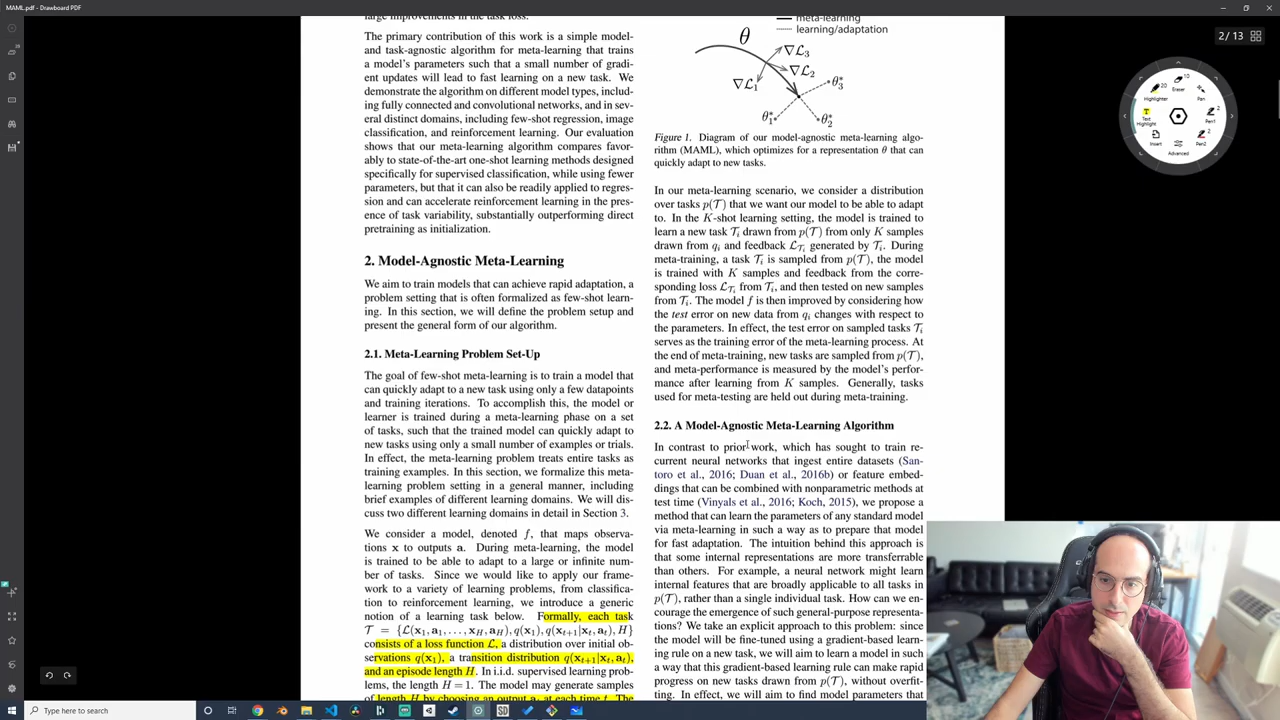 MAML.pdf - Drawboard PDF
large improvements in the task loss.
The primary contribution of this work is a simple model-
and task-agnostic algorithm for meta-learning that trains
a model's parameters such that a small number of gradi-
ent updates will lead to fast learning on a new task. We
demonstrate the algorithm on different model types, includ-
ing fully connected and convolutional networks, and in sev-
eral distinct domains, including few-shot regression, image
classification, and reinforcement learning. Our evaluation
shows that our meta-learning algorithm compares favor-
ably to state-of-the-art one-shot learning methods designed
specifically for supervised classification, while using fewer
parameters, but that it can also be readily applied to regres-
sion and can accelerate reinforcement learning in the pres-
ence of task variability, substantially outperforming direct
pretraining as initialization.
2. Model-Agnostic Meta-Learning
We aim to train models that can achieve rapid adaptation, a
problem setting that is often formalized as few-shot learn-
ing. In this section, we will define the problem setup and
present the general form of our algorithm.
2.1. Meta-Learning Problem Set-Up
The goal of few-shot meta-learning is to train a model that
can quickly adapt to a new task using only a few datapoints
and training iterations. To accomplish this, the model or
learner is trained during a meta-learning phase on a set
of tasks, such that the trained model can quickly adapt to
new tasks using only a small number of examples or trials.
In effect, the meta-learning problem treats entire tasks as
training examples. In this section, we formalize this meta-
learning problem setting in a general manner, including
brief examples of different learning domains. We will dis-
cuss two different learning domains in detail in Section 3.
We consider a model, denoted f, that maps observa-
tions x to outputs a. During meta-learning, the model
is trained to be able to adapt to a large or infinite num-
ber of tasks. Since we would like to apply our frame-
work to a variety of learning problems, from classifica-
tion to reinforcement learning, we introduce a generic
notion of a learning task below. Formally, each task
𝒯 = {ℒ(x₁, a₁, . . . , x_H, a_H), q(x₁), q(x_{t+1}|x_t, a_t), H}
consists of a loss function ℒ, a distribution over initial ob-
servations q(x₁), a transition distribution q(x_{t+1}|x_t, a_t),
and an episode length H. In i.i.d. supervised learning prob-
lems, the length H = 1. The model may generate samples
of length H by choosing an output a_t at each time t. The
meta-learning
learning/adaptation
θ
∇ℒ₃
∇ℒ₂
∇ℒ₁
θ₃*
θ₁*
θ₂*
Figure 1. Diagram of our model-agnostic meta-learning algo-
rithm (MAML), which optimizes for a representation θ that can
quickly adapt to new tasks.
In our meta-learning scenario, we consider a distribution
over tasks p(𝒯) that we want our model to be able to adapt
to. In the K-shot learning setting, the model is trained to
learn a new task 𝒯ᵢ drawn from p(𝒯) from only K samples
drawn from qᵢ and feedback ℒ_{𝒯ᵢ} generated by 𝒯ᵢ. During
meta-training, a task 𝒯ᵢ is sampled from p(𝒯), the model
is trained with K samples and feedback from the corre-
sponding loss ℒ_{𝒯ᵢ} from 𝒯ᵢ, and then tested on new samples
from 𝒯ᵢ. The model f is then improved by considering how
the test error on new data from qᵢ changes with respect to
the parameters. In effect, the test error on sampled tasks 𝒯ᵢ
serves as the training error of the meta-learning process. At
the end of meta-training, new tasks are sampled from p(𝒯),
and meta-performance is measured by the model's perfor-
mance after learning from K samples. Generally, tasks
used for meta-testing are held out during meta-training.
2.2. A Model-Agnostic Meta-Learning Algorithm
In contrast to prior work, which has sought to train re-
current neural networks that ingest entire datasets (San-
toro et al., 2016; Duan et al., 2016b) or feature embed-
dings that can be combined with nonparametric methods at
test time (Vinyals et al., 2016; Koch, 2015), we propose a
method that can learn the parameters of any standard model
via meta-learning in such a way as to prepare that model
for fast adaptation. The intuition behind this approach is
that some internal representations are more transferrable
than others. For example, a neural network might learn
internal features that are broadly applicable to all tasks in
p(𝒯), rather than a single individual task. How can we en-
courage the emergence of such general-purpose representa-
tions? We take an explicit approach to this problem: since
the model will be fine-tuned using a gradient-based learn-
ing rule on a new task, we will aim to learn a model in such
a way that this gradient-based learning rule can make rapid
progress on new tasks drawn from p(𝒯), without overfit-
ting. In effect, we will aim to find model parameters that
2 / 13
Highlighter
20
Eraser
10
Pen
Text Highlight
Pen1
2
Insert
Pen2
2
Advanced
Type here to search